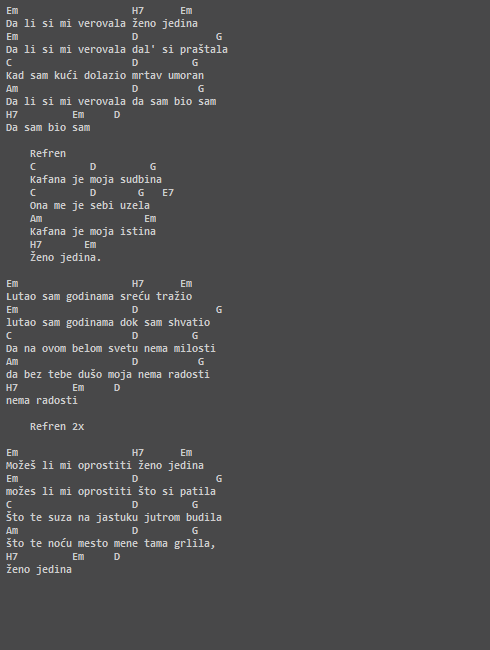 Em                   H7      Em
Da li si mi verovala ženo jedina
Em                   D             G
Da li si mi verovala dal' si praštala
C                    D         G
Kad sam kući dolazio mrtav umoran
Am                   D          G
Da li si mi verovala da sam bio sam
H7         Em     D
Da sam bio sam

    Refren
    C         D         G
    Kafana je moja sudbina
    C         D       G   E7
    Ona me je sebi uzela
    Am                 Em
    Kafana je moja istina
    H7       Em
    Ženo jedina.

Em                   H7      Em
Lutao sam godinama sreću tražio
Em                   D             G
lutao sam godinama dok sam shvatio
C                    D         G
Da na ovom belom svetu nema milosti
Am                   D          G
da bez tebe dušo moja nema radosti
H7         Em     D
nema radosti

    Refren 2x

Em                   H7      Em
Možeš li mi oprostiti ženo jedina
Em                   D             G
možes li mi oprostiti što si patila
C                    D         G
Što te suza na jastuku jutrom budila
Am                   D         G
što te noću mesto mene tama grlila,
H7         Em     D
ženo jedina